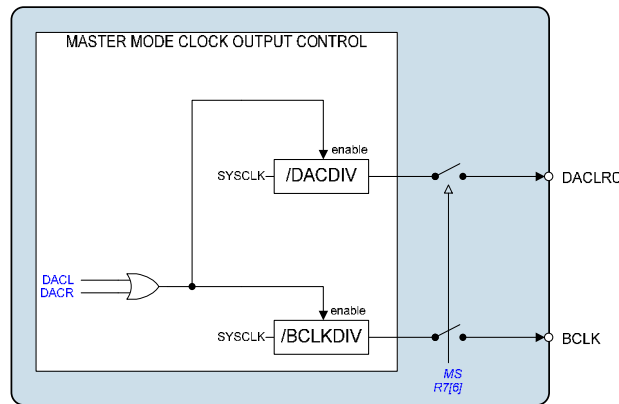 MASTER MODE CLOCK OUTPUT CONTROL
enable
SYSCLK
/DACDIV
DACLRC
DACL
DACR
enable
SYSCLK
/BCLKDIV
BCLK
MS
R7[6]